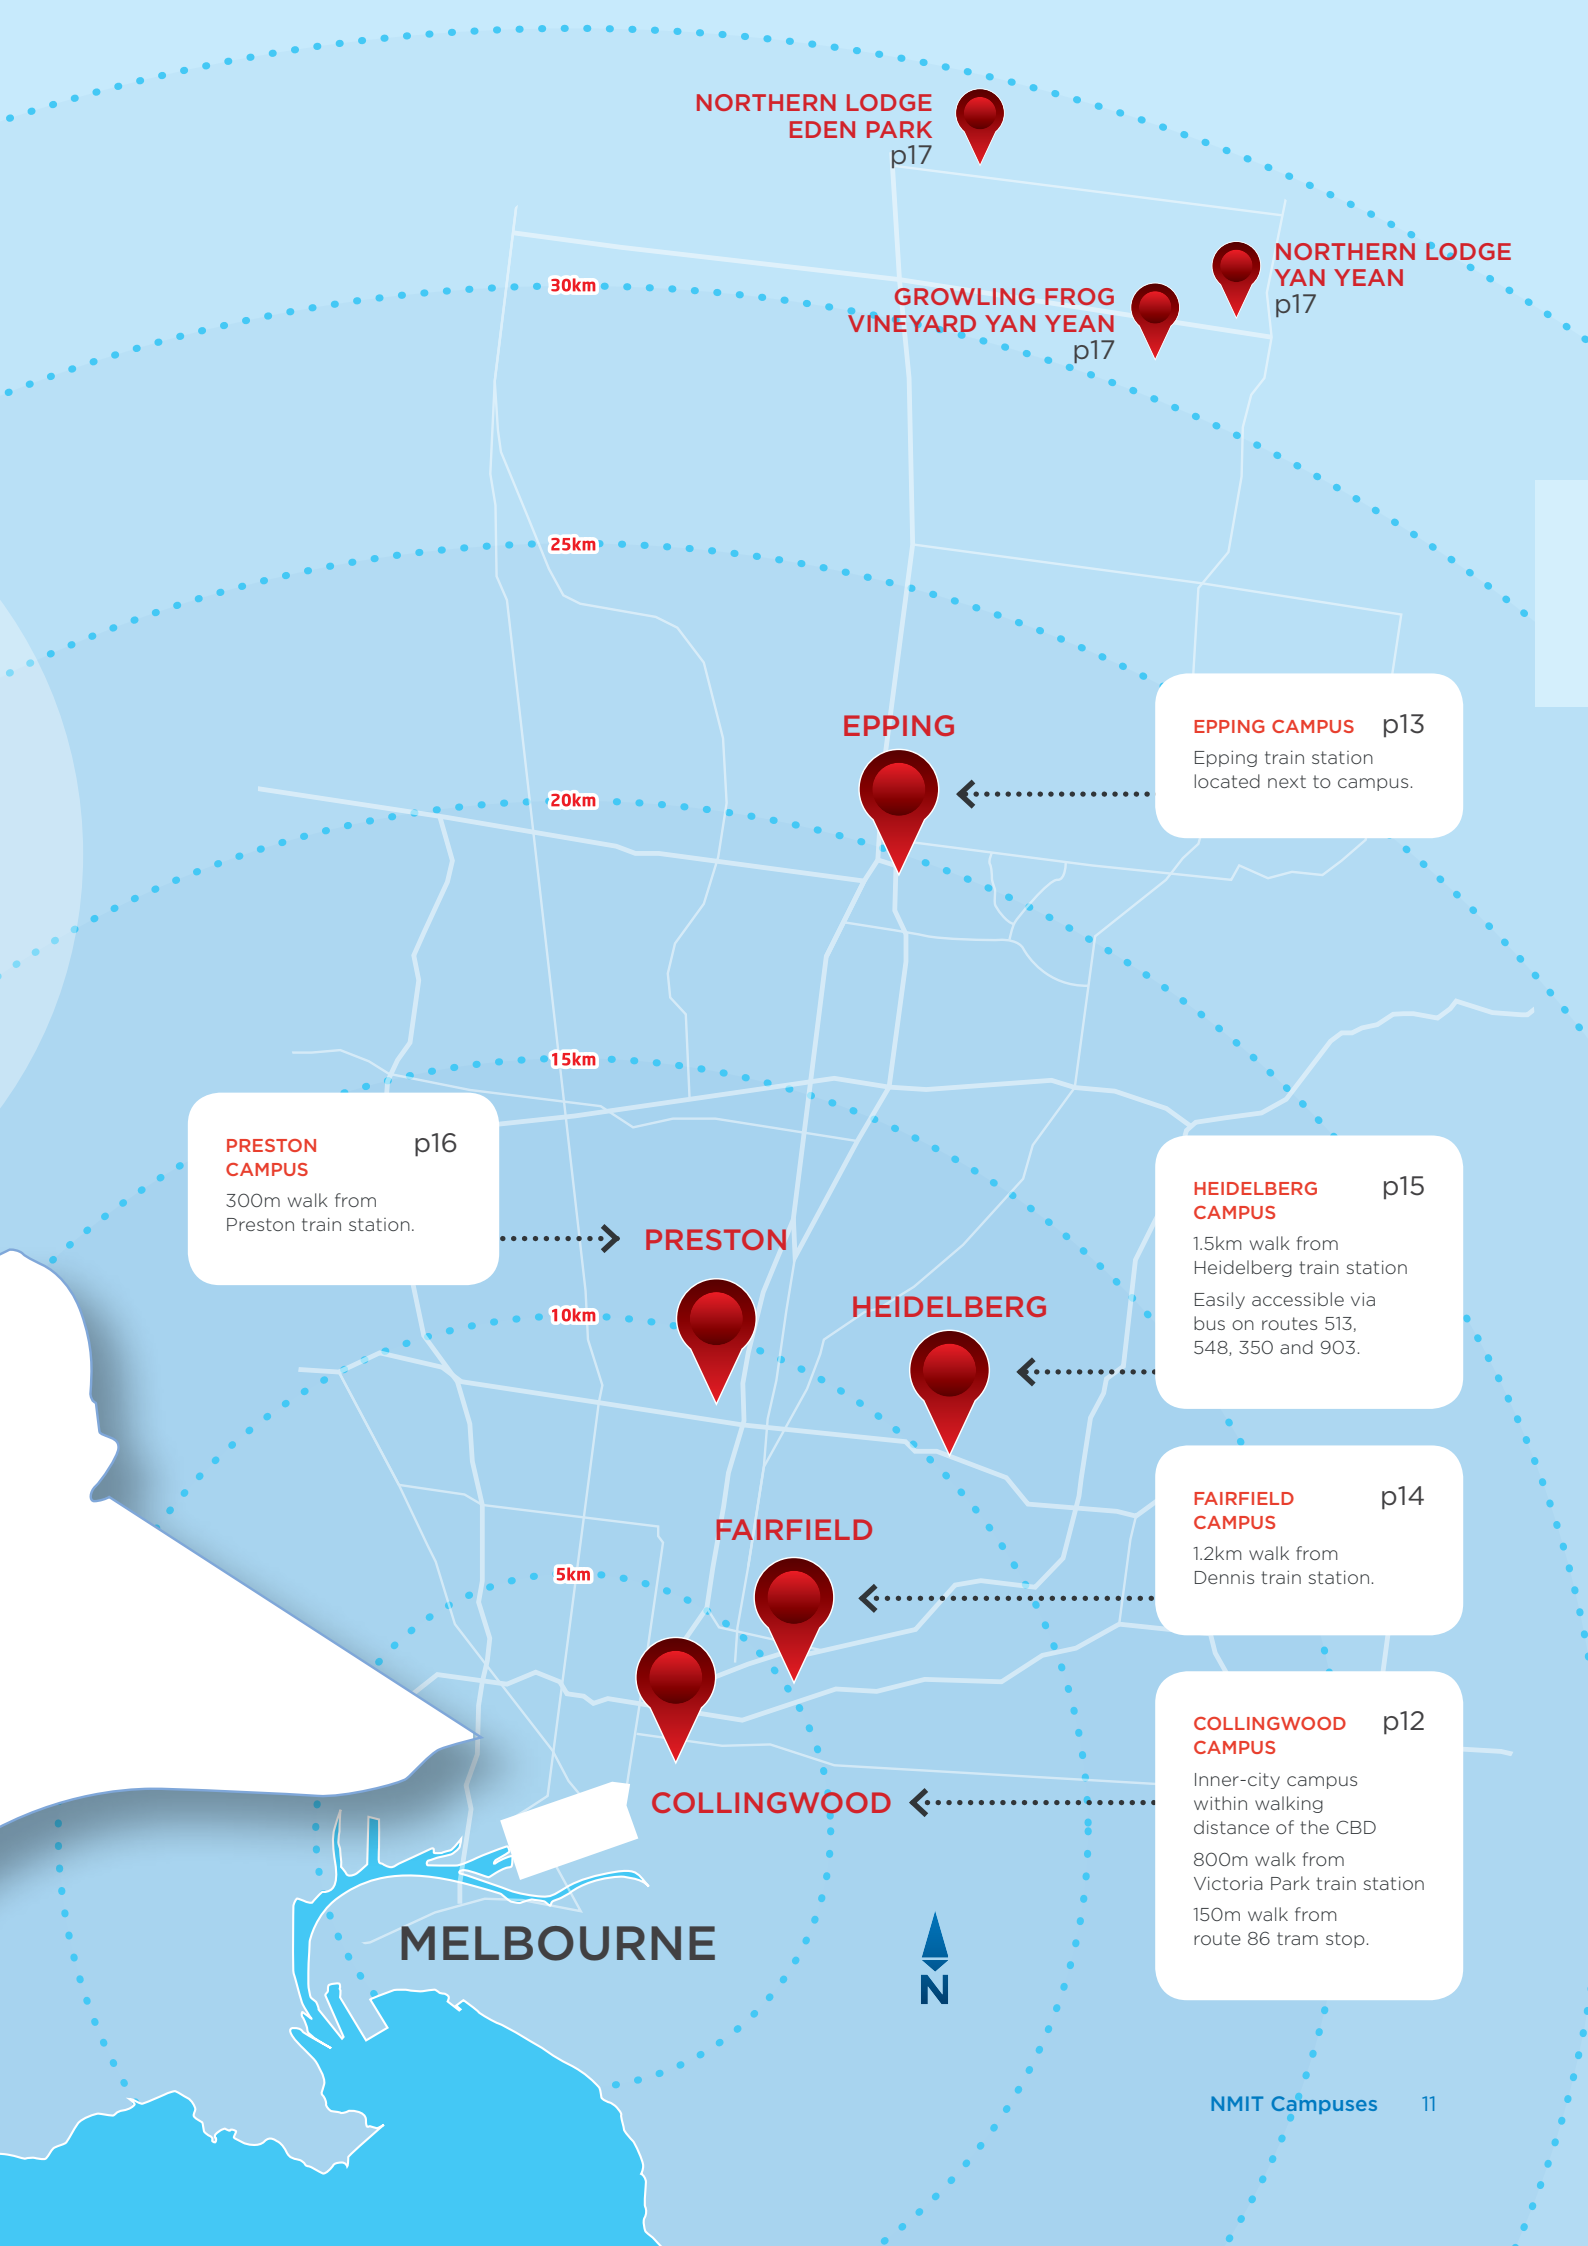 NORTHERN LODGE
EDEN PARK
p17
NORTHERN LODGE
YAN YEAN
p17
30km
GROWLING FROG
VINEYARD YAN YEAN
p17
25km
EPPING
EPPING CAMPUS p13
Epping train station
located next to campus.
20km
15km
PRESTON p16
CAMPUS
300m walk from
Preston train station.
PRESTON
HEIDELBERG p15
CAMPUS
1.5km walk from
Heidelberg train station
Easily accessible via
bus on routes 513,
548, 350 and 903.
10km
HEIDELBERG
FAIRFIELD p14
CAMPUS
1.2km walk from
Dennis train station.
FAIRFIELD
5km
COLLINGWOOD p12
CAMPUS
Inner-city campus
within walking
distance of the CBD
800m walk from
Victoria Park train station
150m walk from
route 86 tram stop.
COLLINGWOOD
MELBOURNE
N
NMIT Campuses 11